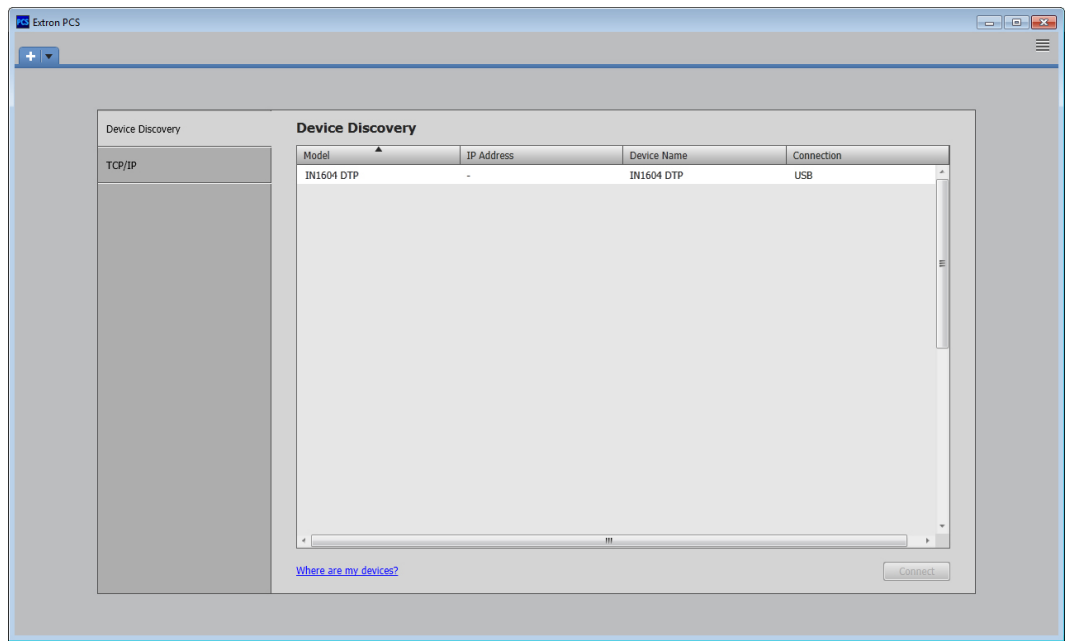 PCS Extron PCS
Device Discovery
TCP/IP
Device Discovery
Model IP Address Device Name Connection
IN1604 DTP - IN1604 DTP USB
Where are my devices? Connect